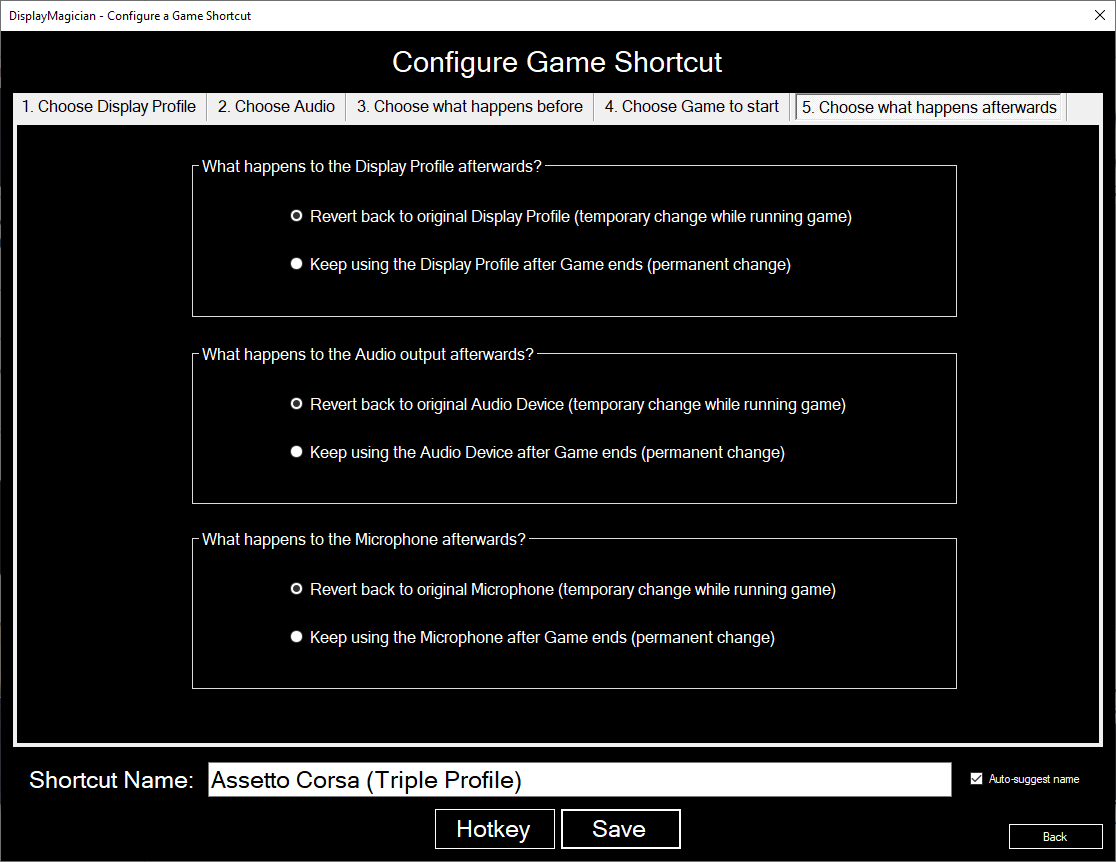 DisplayMagician - Configure a Game Shortcut
Configure Game Shortcut
1. Choose Display Profile 2. Choose Audio 3. Choose what happens before 4. Choose Game to start 5. Choose what happens afterwards
What happens to the Display Profile afterwards?
Revert back to original Display Profile (temporary change while running game)
Keep using the Display Profile after Game ends (permanent change)
What happens to the Audio output afterwards?
Revert back to original Audio Device (temporary change while running game)
Keep using the Audio Device after Game ends (permanent change)
What happens to the Microphone afterwards?
Revert back to original Microphone (temporary change while running game)
Keep using the Microphone after Game ends (permanent change)
Shortcut Name: Assetto Corsa (Triple Profile) Auto-suggest name
Hotkey Save
Back